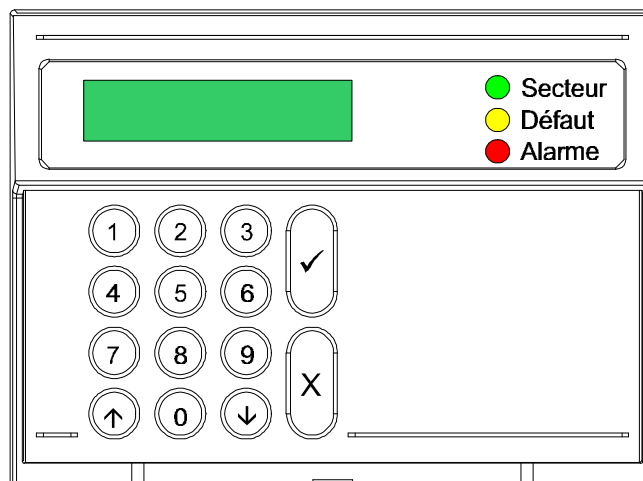 Secteur
Défaut
Alarme
1 2 3 ✓
4 5 6
7 8 9 X
↑ 0 ↓